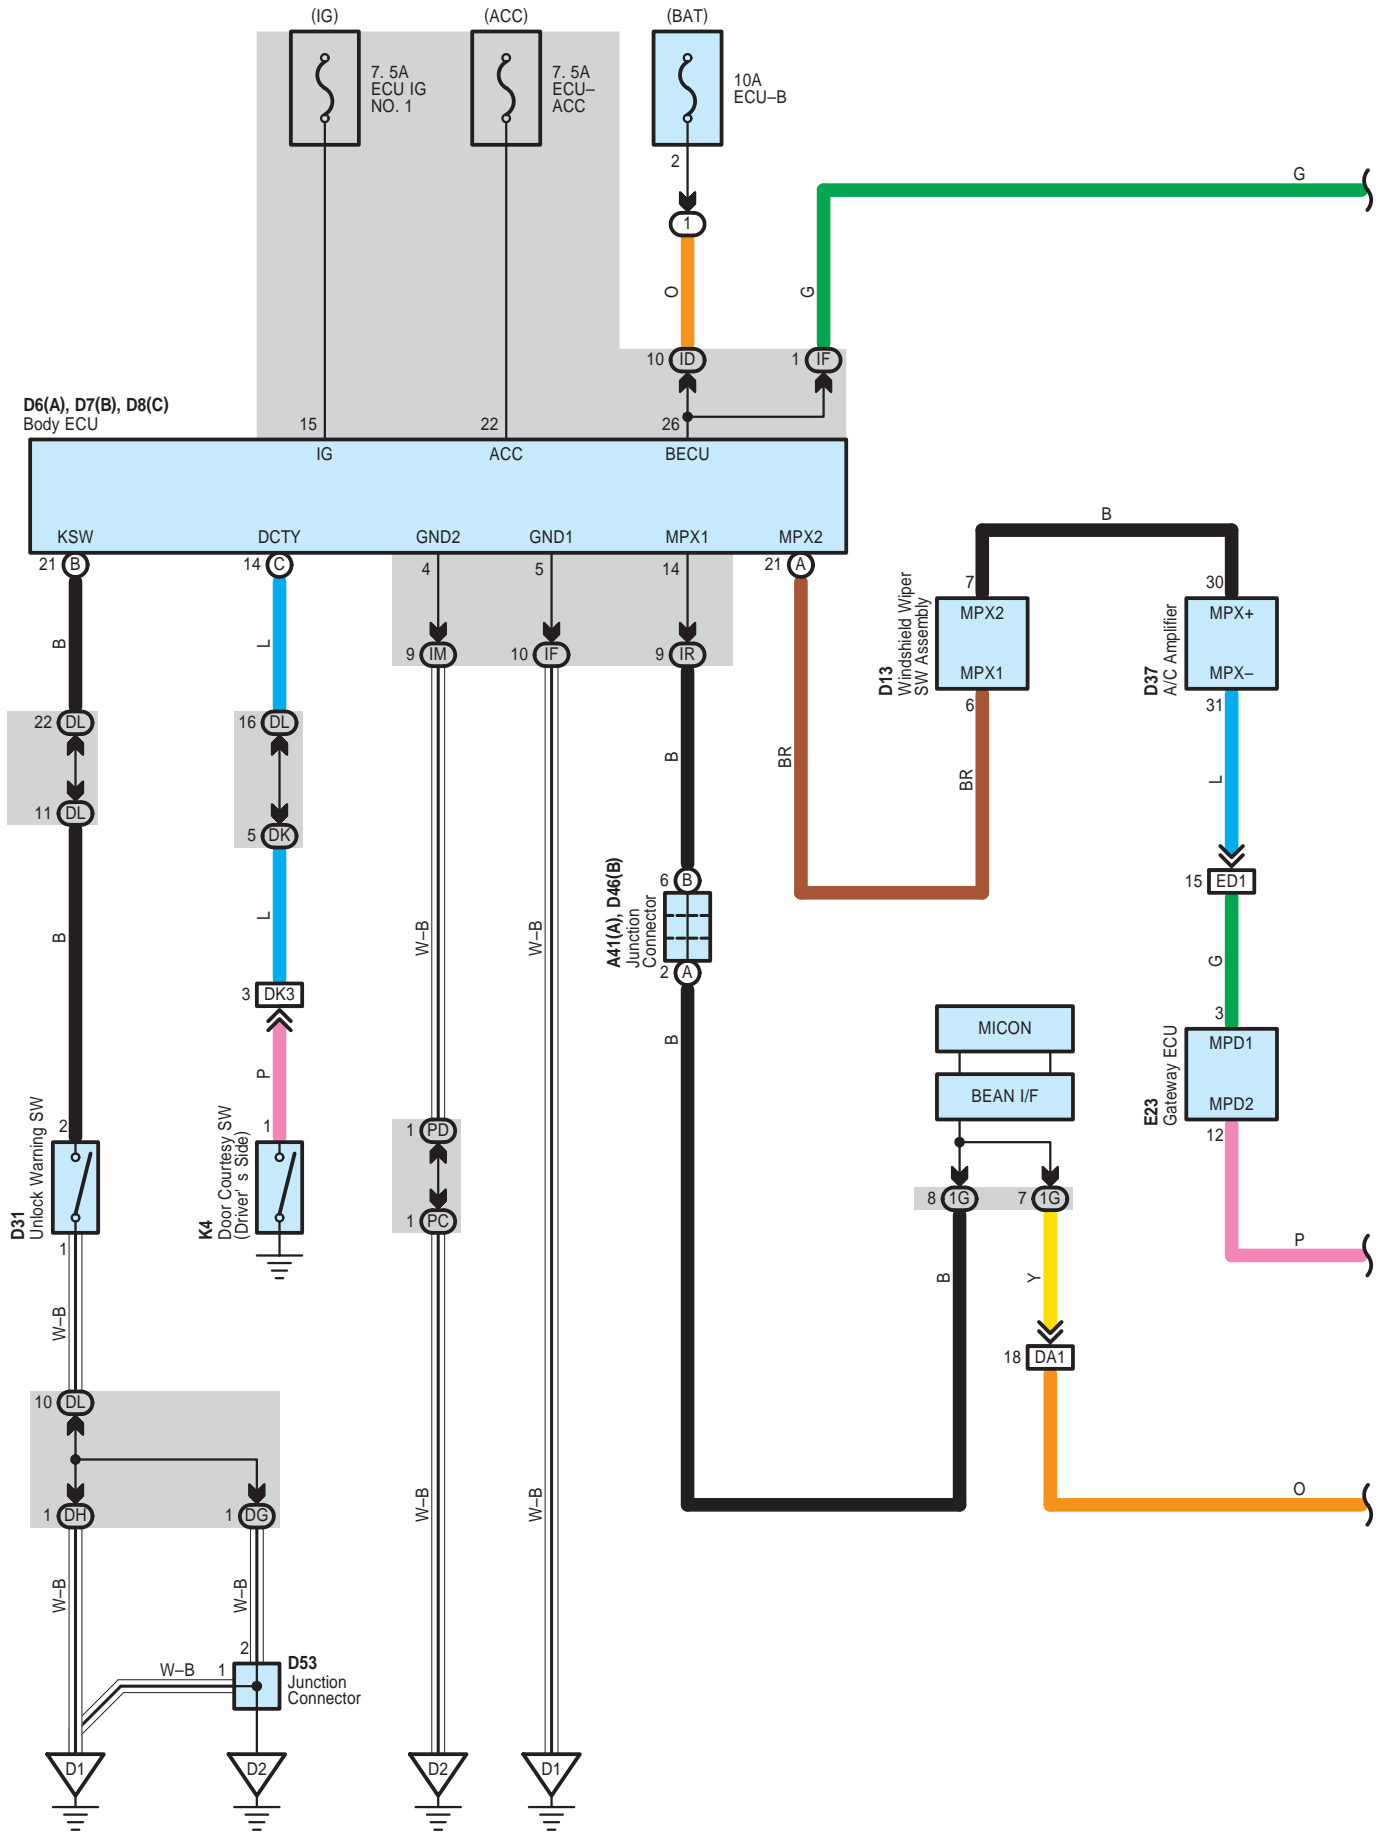 (IG)
(ACC)
(BAT)
7. 5A
ECU IG
NO. 1
7. 5A
ECU–
ACC
10A
ECU–B
2
1
G
O
G
10 ID
1 IF
D6(A), D7(B), D8(C)
Body ECU
15
22
26
IG
ACC
BECU
KSW
DCTY
GND2
GND1
MPX1
MPX2
21 B
14 C
4
5
14
21 A
B
7
30
D13
Windshield Wiper
SW Assembly
MPX2
MPX1
6
D37
A/C Amplifier
MPX+
MPX–
31
B
L
9 IM
10 IF
9 IR
22 DL
16 DL
11 DL
5 DK
B
BR
BR
L
A41(A), D46(B)
Junction
Connector
6 B
2 A
15 ED1
B
L
W–B
W–B
G
3 DK3
3
B
MICON
BEAN I/F
E23
Gateway ECU
MPD1
MPD2
12
P
2
1
D31
Unlock Warning SW
K4
Door Courtesy SW
(Driver' s Side)
1 PD
1 PC
8 1G
7 1G
1
P
B
Y
W–B
18 DA1
10 DL
O
W–B
W–B
1 DH
1 DG
W–B
W–B
2
W–B
1
D53
Junction
Connector
D1
D2
D2
D1